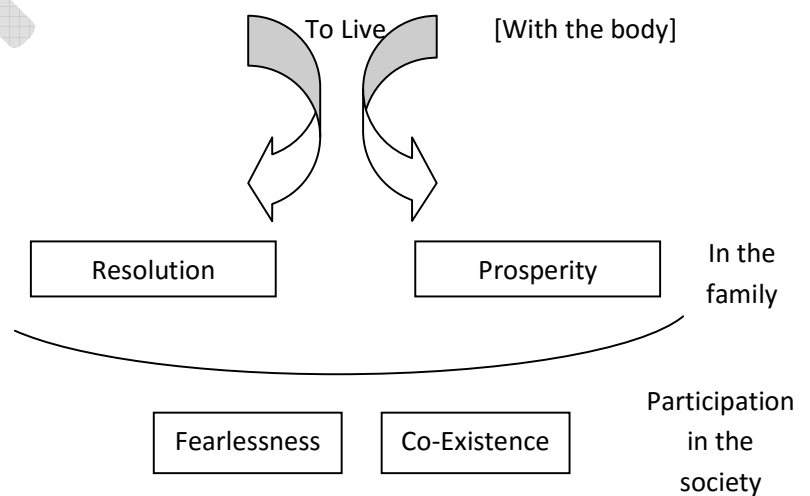 To Live [With the body]
Resolution
Prosperity
In the
family
Fearlessness
Co-Existence
Participation
in the
society